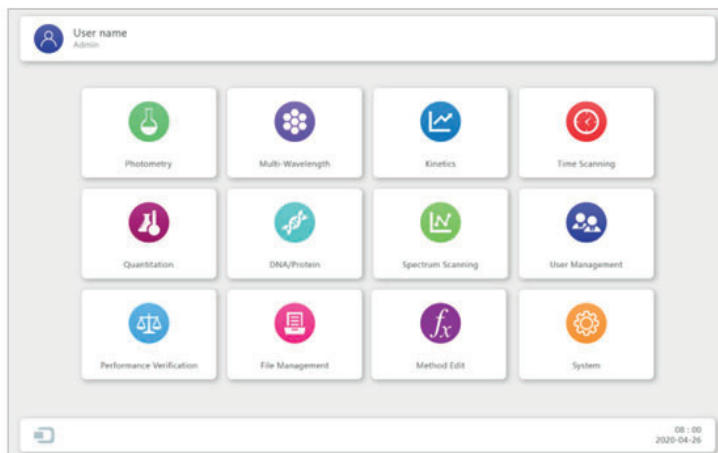 User name
Admin
Photometry
Multi-Wavelength
Kinetics
Time Scanning
Quantitation
DNA/Protein
Spectrum Scanning
User Management
Performance Verification
File Management
fx
Method Edit
System
08 : 00
2020-04-26